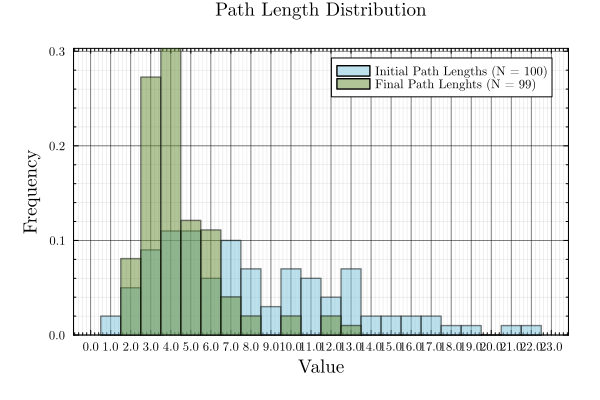 Path Length Distribution
0.3
Initial Path Lengths (N = 100)
Final Path Lenghts (N = 99)
0.2
Frequency
0.1
0.0
0.0 1.0 2.0 3.0 4.0 5.0 6.0 7.0 8.0 9.0 10.0 11.0 12.0 13.0 14.0 15.0 16.0 17.0 18.0 19.0 20.0 21.0 22.0 23.0
Value